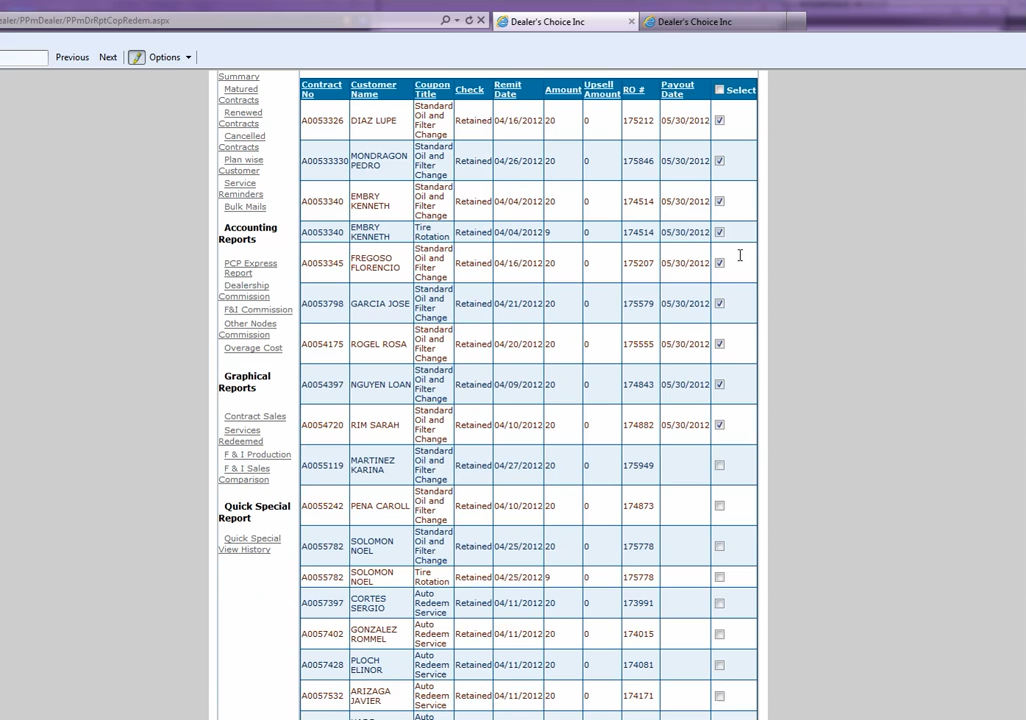 ealer/PPmDealer/PPmDrRptCopRedem.aspx
Dealer's Choice Inc
Dealer's Choice Inc
Previous Next Options
Summary
Matured
Contracts
Renewed
Contracts
Cancelled
Contracts
Plan wise
Customer
Service
Reminders
Bulk Mails
Accounting
Reports
PCP Express
Report
Dealership
Commission
F&I Commission
Other Nodes
Commission
Overage Cost
Graphical
Reports
Contract Sales
Services
Redeemed
F & I Production
F & I Sales
Comparison
Quick Special
Report
Quick Special
View History
Contract No Customer Name Coupon Title Check Remit Date Amount Upsell Amount RO # Payout Date Select
A0053326 DIAZ LUPE Standard Oil and Filter Change Retained 04/16/2012 20 0 175212 05/30/2012
A00533330 MONDRAGON PEDRO Standard Oil and Filter Change Retained 04/26/2012 20 0 175846 05/30/2012
A0053340 EMBRY KENNETH Standard Oil and Filter Change Retained 04/04/2012 20 0 174514 05/30/2012
A0053340 EMBRY KENNETH Tire Rotation Retained 04/04/2012 9 0 174514 05/30/2012
A0053345 FREGOSO FLORENCIO Standard Oil and Filter Change Retained 04/16/2012 20 0 175207 05/30/2012
A0053798 GARCIA JOSE Standard Oil and Filter Change Retained 04/21/2012 20 0 175579 05/30/2012
A0054175 ROGEL ROSA Standard Oil and Filter Change Retained 04/20/2012 20 0 175555 05/30/2012
A0054397 NGUYEN LOAN Standard Oil and Filter Change Retained 04/09/2012 20 0 174843 05/30/2012
A0054720 RIM SARAH Standard Oil and Filter Change Retained 04/10/2012 20 0 174882 05/30/2012
A0055119 MARTINEZ KARINA Standard Oil and Filter Change Retained 04/27/2012 20 0 175949
A0055242 PENA CAROLL Standard Oil and Filter Change Retained 04/10/2012 20 0 174873
A0055782 SOLOMON NOEL Standard Oil and Filter Change Retained 04/25/2012 20 0 175778
A0055782 SOLOMON NOEL Tire Rotation Retained 04/25/2012 9 0 175778
A0057397 CORTES SERGIO Auto Redeem Service Retained 04/11/2012 20 0 173991
A0057402 GONZALEZ ROMMEL Auto Redeem Service Retained 04/11/2012 20 0 174015
A0057428 PLOCH ELINOR Auto Redeem Service Retained 04/11/2012 20 0 174081
A0057532 ARIZAGA JAVIER Auto Redeem Service Retained 04/11/2012 20 0 174171
Auto